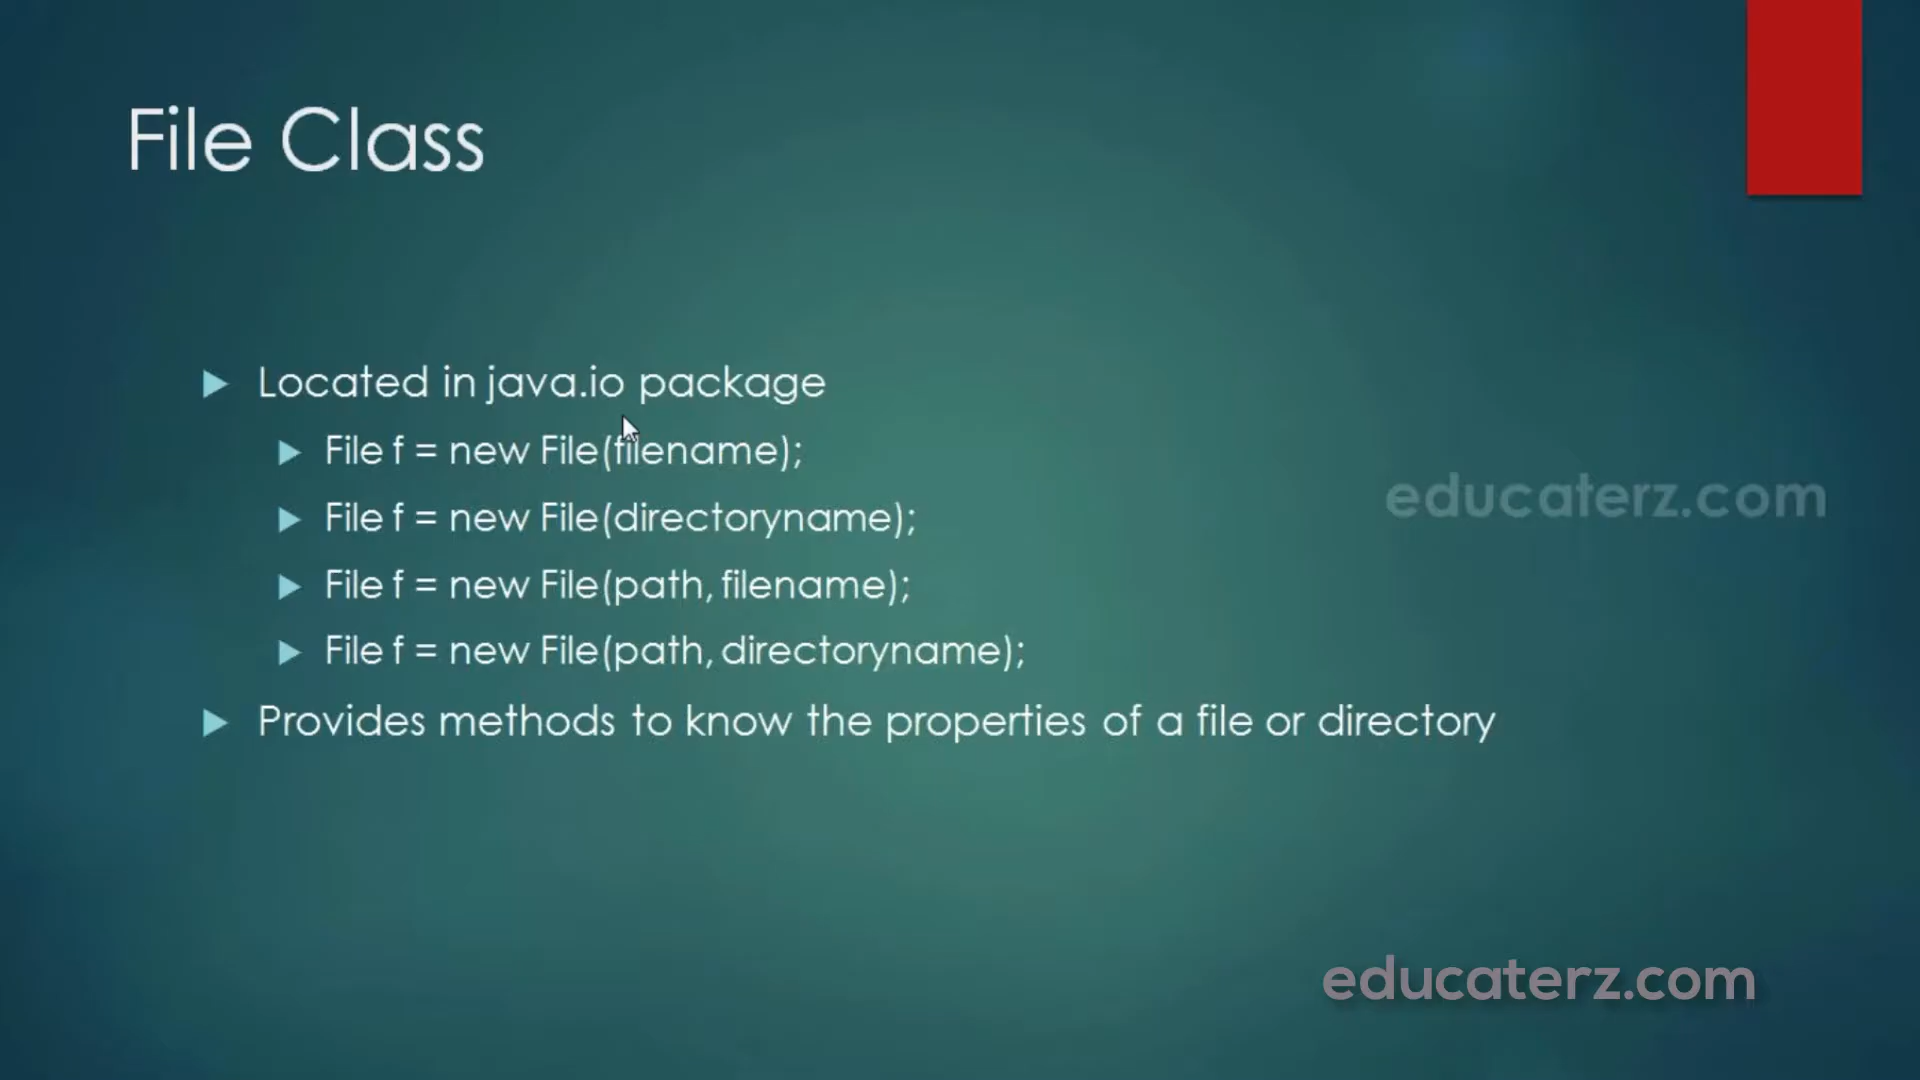 File Class
Located in java.io package
File f = new File(filename);
File f = new File(directoryname);
educaterz.com
File f = new File(path, filename);
File f = new File(path, directoryname);
Provides methods to know the properties of a file or directory
educaterz.com